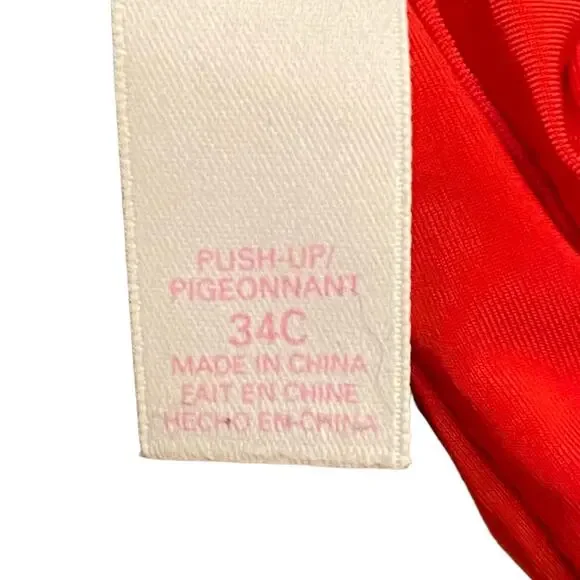 PUSH-UP/
PIGEONNANT
34C
MADE IN CHINA
FAIT EN CHINE
HECHO EN CHINA